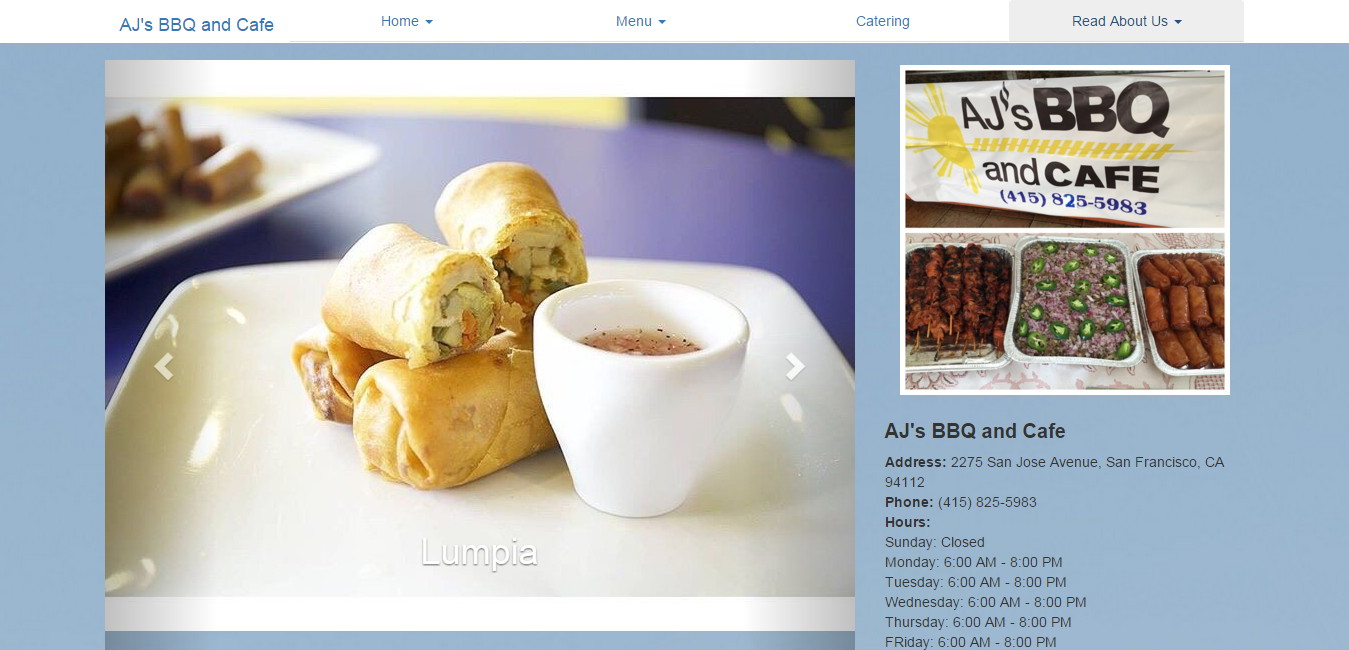 AJ's BBQ and Cafe
Home
Menu
Catering
Read About Us
Lumpia
AJ's BBQ
and CAFE
(415) 825-5983
AJ's BBQ and Cafe
Address: 2275 San Jose Avenue, San Francisco, CA
94112
Phone: (415) 825-5983
Hours:
Sunday: Closed
Monday: 6:00 AM - 8:00 PM
Tuesday: 6:00 AM - 8:00 PM
Wednesday: 6:00 AM - 8:00 PM
Thursday: 6:00 AM - 8:00 PM
FRiday: 6:00 AM - 8:00 PM